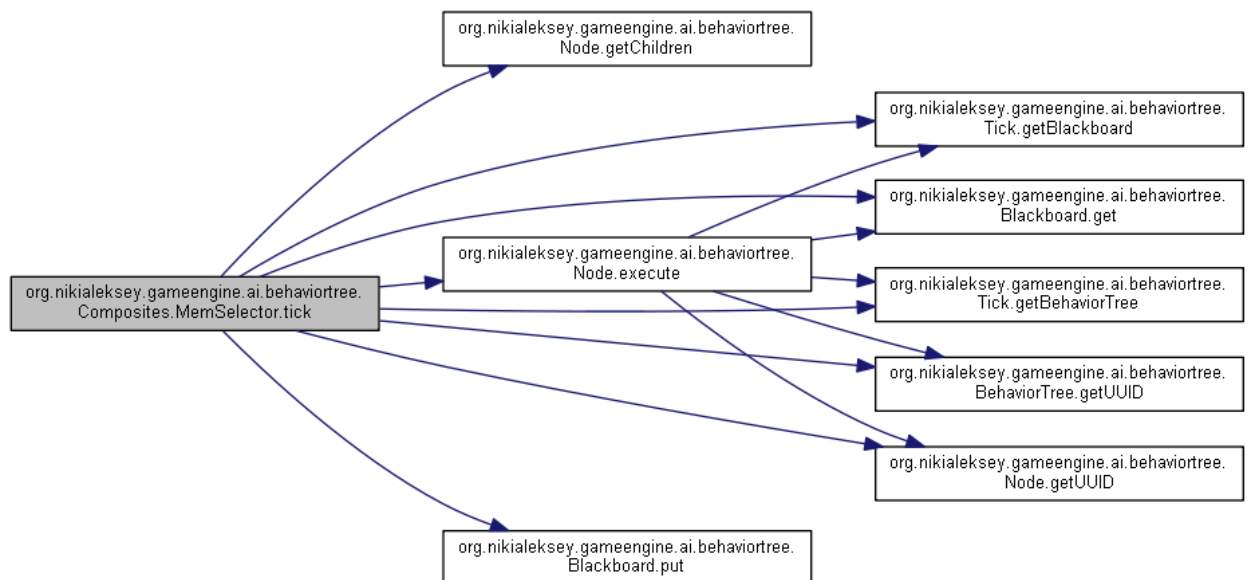 org.nikialeksey.gameengine.ai.behaviortree.
Node.getChildren
org.nikialeksey.gameengine.ai.behaviortree.
Tick.getBlackboard
org.nikialeksey.gameengine.ai.behaviortree.
Blackboard.get
org.nikialeksey.gameengine.ai.behaviortree.
Node.execute
org.nikialeksey.gameengine.ai.behaviortree.
Composites.MemSelector.tick
org.nikialeksey.gameengine.ai.behaviortree.
Tick.getBehaviorTree
org.nikialeksey.gameengine.ai.behaviortree.
BehaviorTree.getUUID
org.nikialeksey.gameengine.ai.behaviortree.
Node.getUUID
org.nikialeksey.gameengine.ai.behaviortree.
Blackboard.put